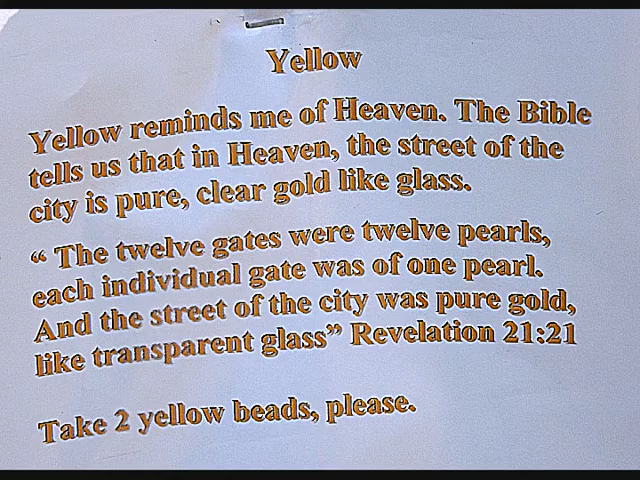 Yellow
Yellow reminds me of Heaven. The Bible
tells us that in Heaven, the street of the
city is pure, clear gold like glass.
“ The twelve gates were twelve pearls,
each individual gate was of one pearl.
And the street of the city was pure gold,
like transparent glass” Revelation 21:21
Take 2 yellow beads, please.